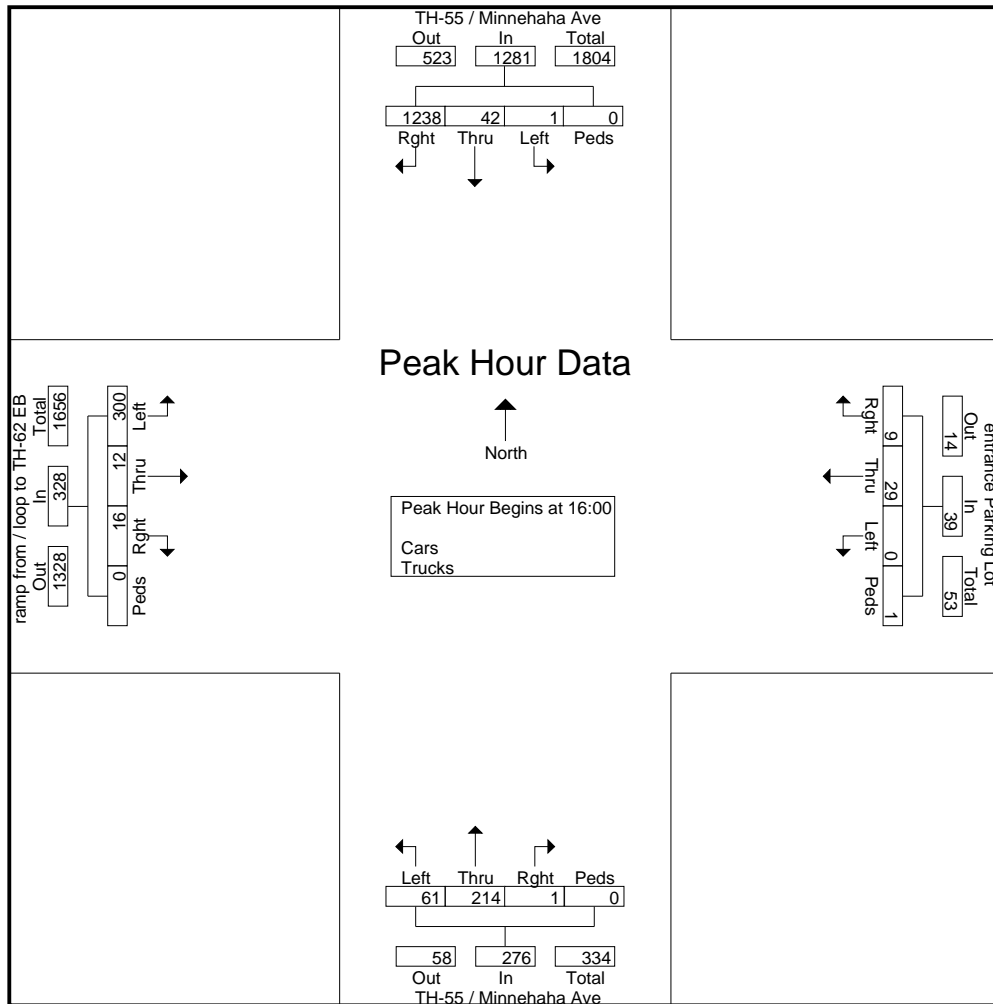 TH-55 / Minnehaha Ave
Out In Total
523 1281 1804
1238 42 1 0
Rght Thru Left Peds
Peak Hour Data
North
Peak Hour Begins at 16:00
Cars
Trucks
ramp from / loop to TH-62 EB
Out In Total
1328 328 1656
Left Thru Rght Peds
300 12 16 0
entrance Parking Lot
Out In Total
14 39 53
9 29 0 1
Rght Thru Left Peds
Left Thru Rght Peds
61 214 1 0
58 276 334
Out In Total
TH-55 / Minnehaha Ave